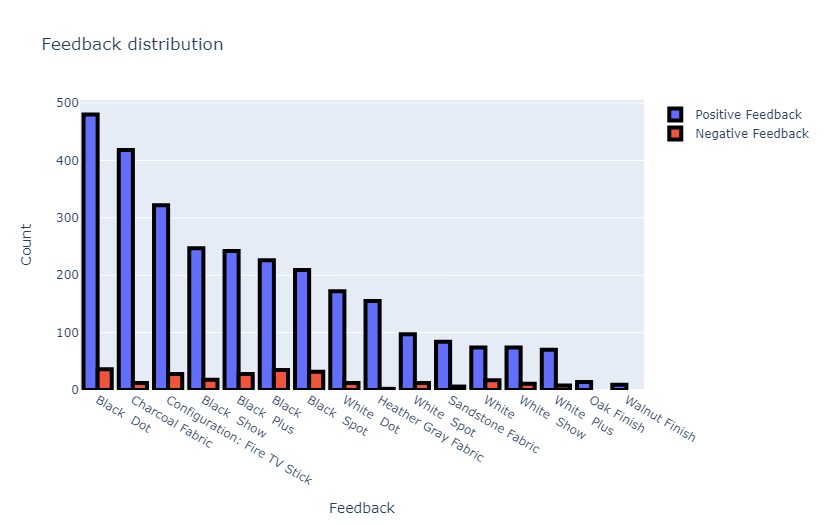 Feedback distribution
Positive Feedback
Negative Feedback
500
400
300
200
100
0
Count
Black  Dot
Charcoal Fabric
Configuration: Fire TV Stick
Black  Show
Black  Plus
Black
Black  Spot
White  Dot
Heather Gray Fabric
White  Spot
Sandstone Fabric
White
White  Show
White  Plus
Oak Finish
Walnut Finish
Feedback